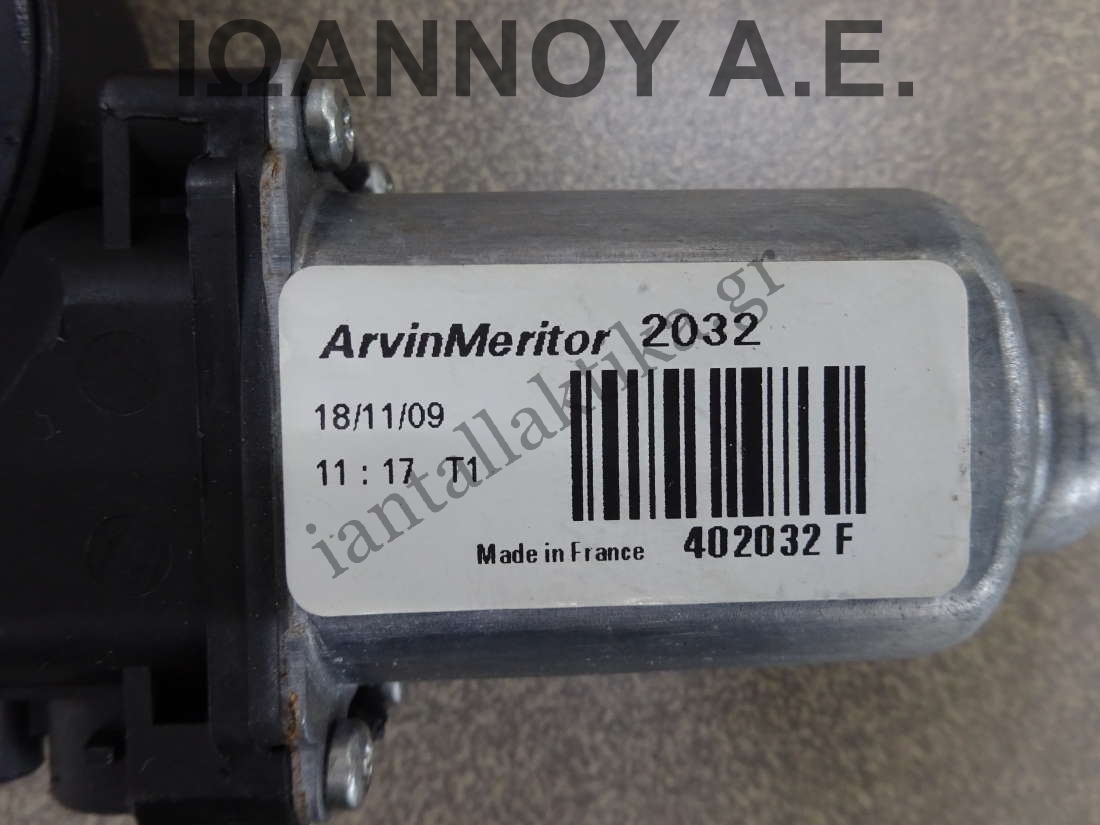 ΙΩΑΝΝΟΥ Α.Ε.
ArvinMeritor 2032
18/11/09
11 : 17 T1
Made in France 402032 F
iantallaktika.gr